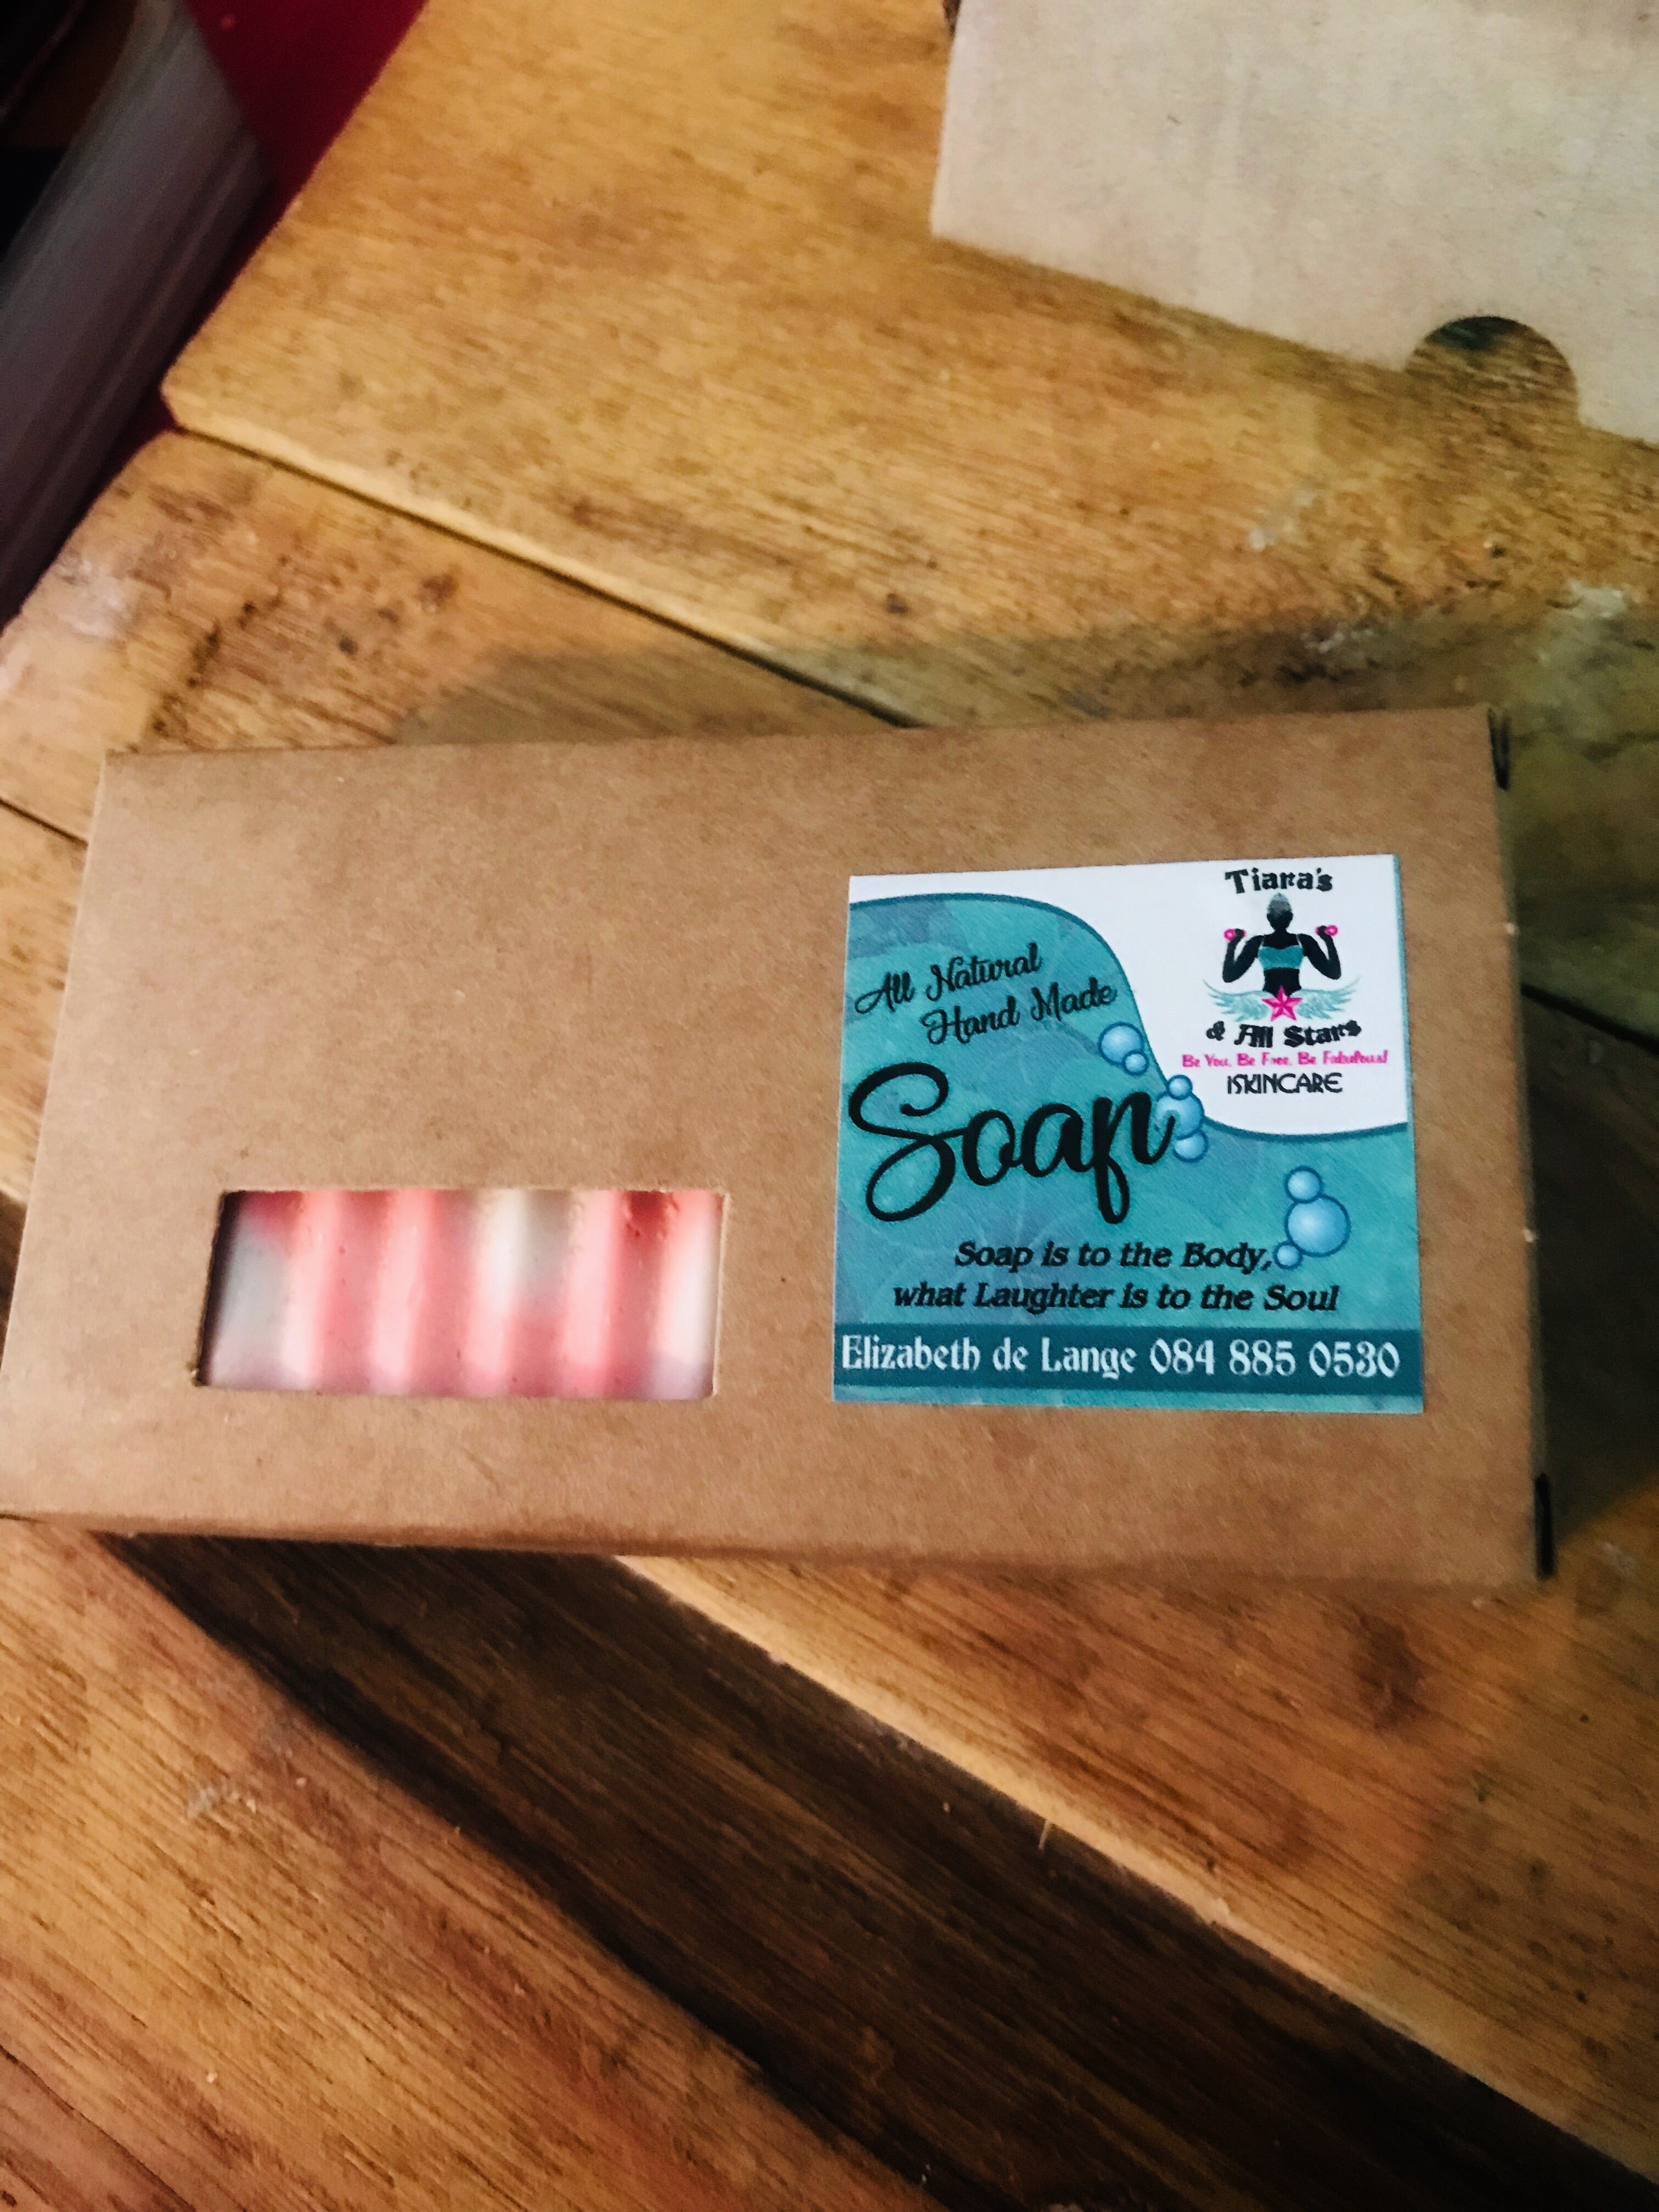 Tiara's
& All Stars
Be You. Be Free. Be Fabulous!
iSKINCARE
All Natural
Hand Made
Soap
Soap is to the Body,
what Laughter is to the Soul
Elizabeth de Lange 084 885 0530